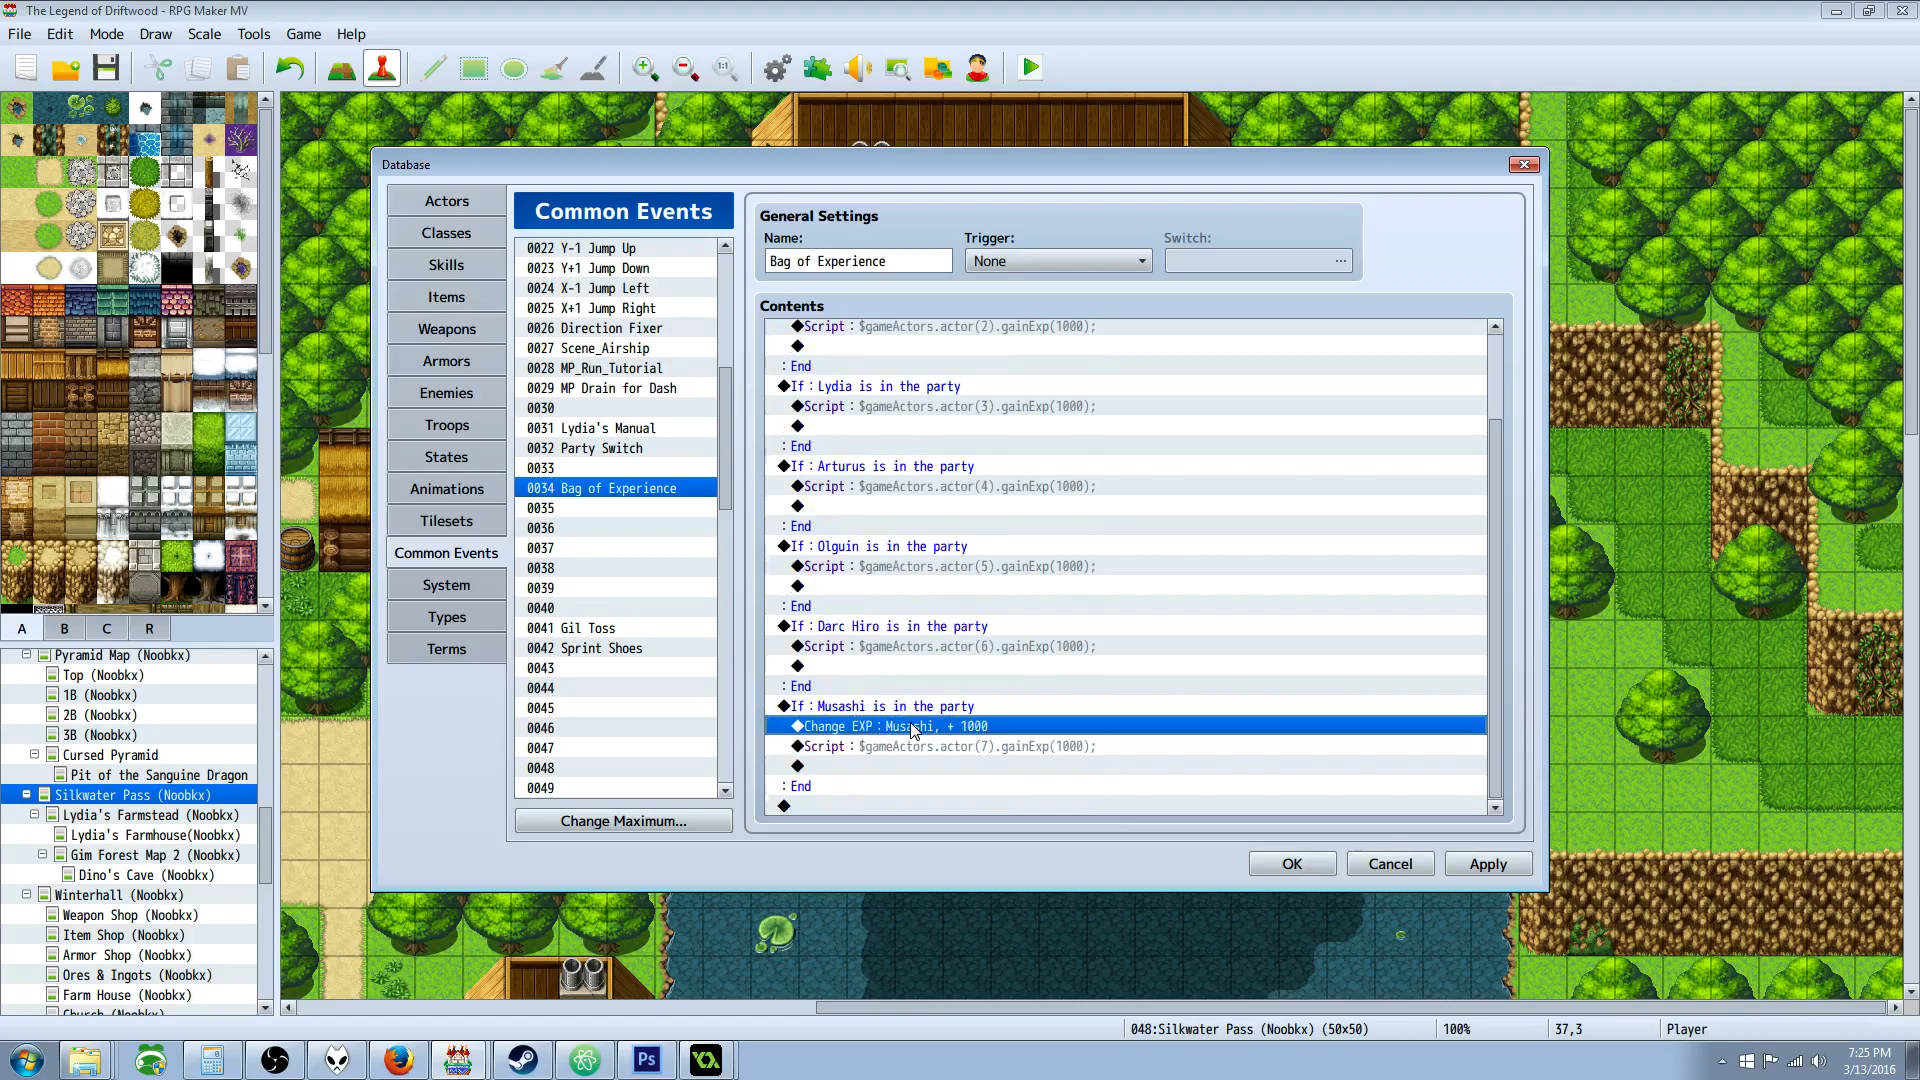 The Legend of Driftwood - RPG Maker MV
File Edit Mode Draw Scale Tools Game Help
1:1
Database
Actors
Classes
Skills
Items
Weapons
Armors
Enemies
Troops
States
Animations
Tilesets
Common Events
System
Types
Terms
Common Events
0022 Y-1 Jump Up
0023 Y+1 Jump Down
0024 X-1 Jump Left
0025 X+1 Jump Right
0026 Direction Fixer
0027 Scene_Airship
0028 MP_Run_Tutorial
0029 MP Drain for Dash
0030
0031 Lydia's Manual
0032 Party Switch
0033
0034 Bag of Experience
0035
0036
0037
0038
0039
0040
0041 Gil Toss
0042 Sprint Shoes
0043
0044
0045
0046
0047
0048
0049
Change Maximum...
General Settings
Name: Trigger: Switch:
Bag of Experience None ...
Contents
◆Script：$gameActors.actor(2).gainExp(1000);
◆
：End
◆If：Lydia is in the party
◆Script：$gameActors.actor(3).gainExp(1000);
◆
：End
◆If：Arturus is in the party
◆Script：$gameActors.actor(4).gainExp(1000);
◆
：End
◆If：Olguin is in the party
◆Script：$gameActors.actor(5).gainExp(1000);
◆
：End
◆If：Darc Hiro is in the party
◆Script：$gameActors.actor(6).gainExp(1000);
◆
：End
◆If：Musashi is in the party
◆Change EXP：Musashi, + 1000
◆Script：$gameActors.actor(7).gainExp(1000);
◆
：End
◆
OK Cancel Apply
A B C R
Pyramid Map (Noobkx)
Top (Noobkx)
1B (Noobkx)
2B (Noobkx)
3B (Noobkx)
Cursed Pyramid
Pit of the Sanguine Dragon
Silkwater Pass (Noobkx)
Lydia's Farmstead (Noobkx)
Lydia's Farmhouse(Noobkx)
Gim Forest Map 2 (Noobkx)
Dino's Cave (Noobkx)
Winterhall (Noobkx)
Weapon Shop (Noobkx)
Item Shop (Noobkx)
Armor Shop (Noobkx)
Ores & Ingots (Noobkx)
Farm House (Noobkx)
Church (Noobkx)
048:Silkwater Pass (Noobkx) (50x50) 100% 37,3 Player
Ps
7:25 PM
3/13/2016